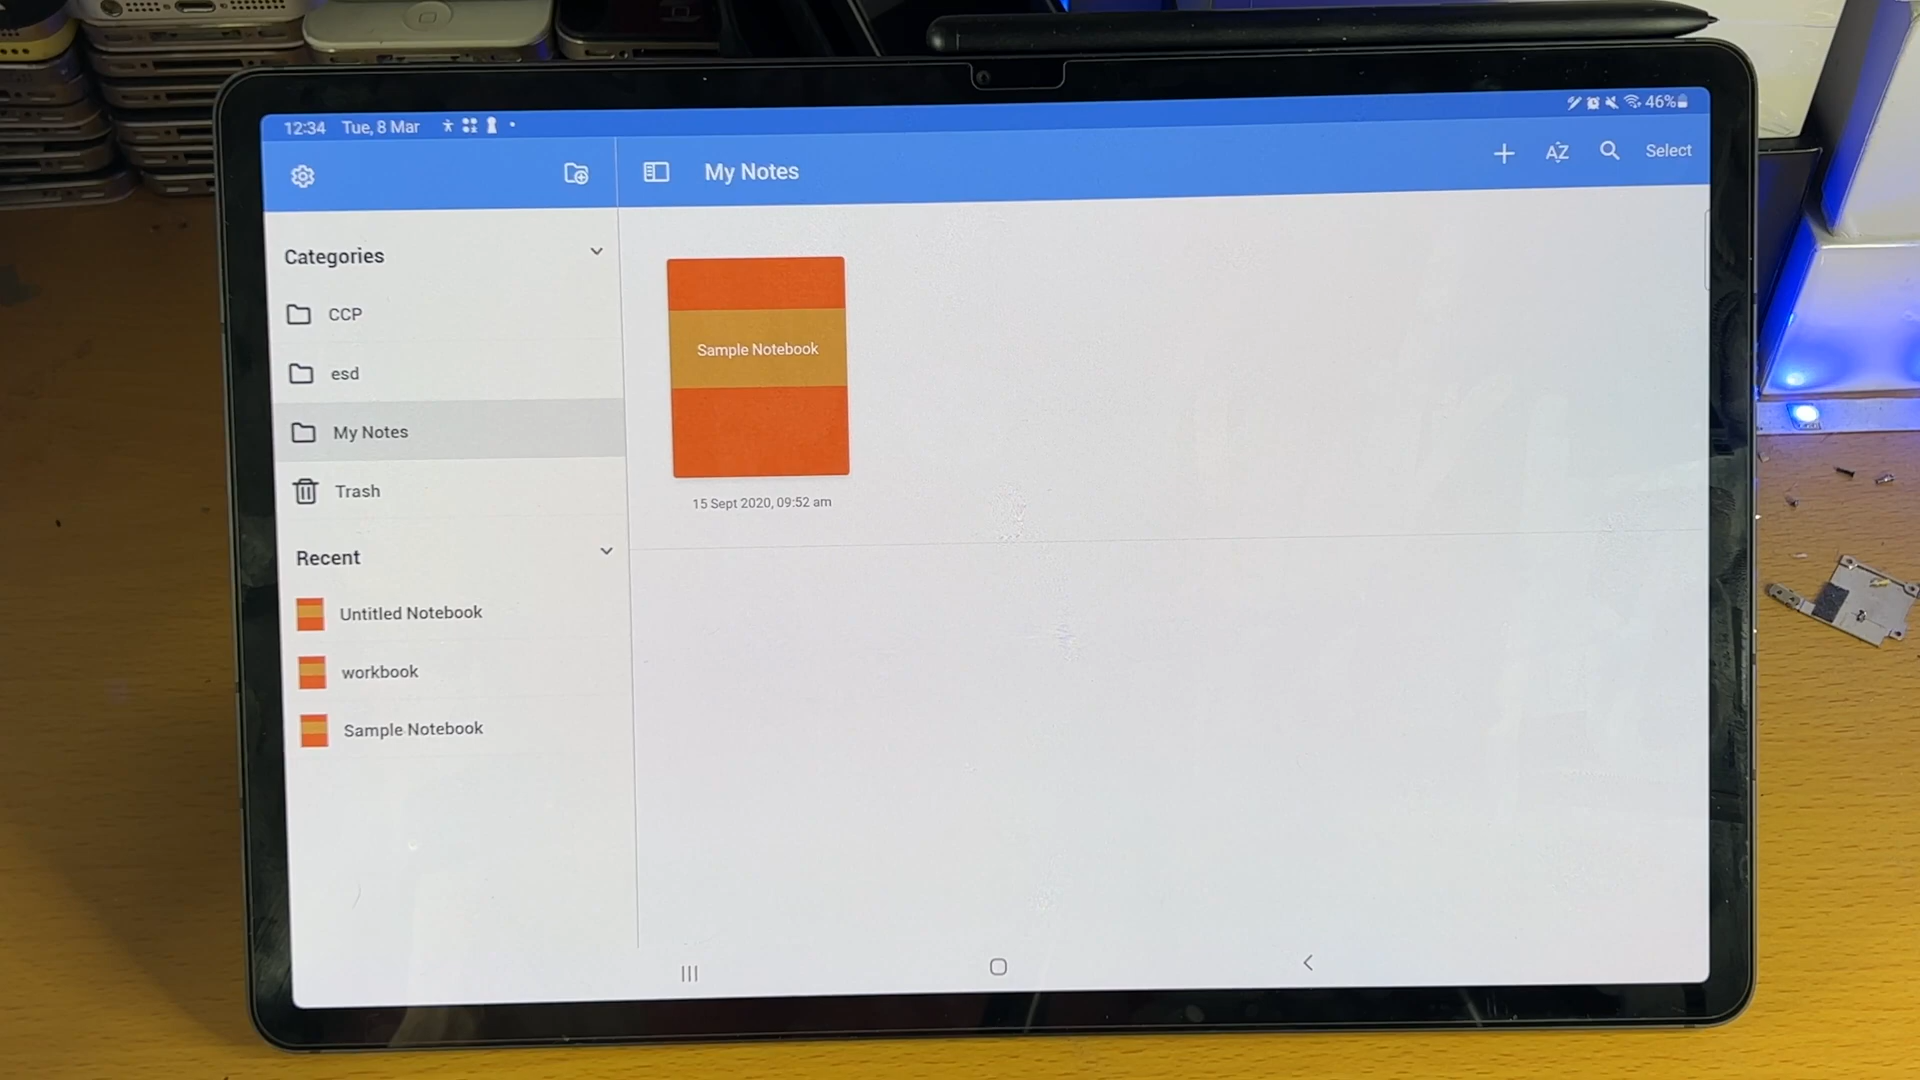 12:34 Tue, 8 Mar
46%
My Notes
AZ
Select
Categories
CCP
esd
My Notes
Trash
Recent
Untitled Notebook
workbook
Sample Notebook
Sample Notebook
15 Sept 2020, 09:52 am